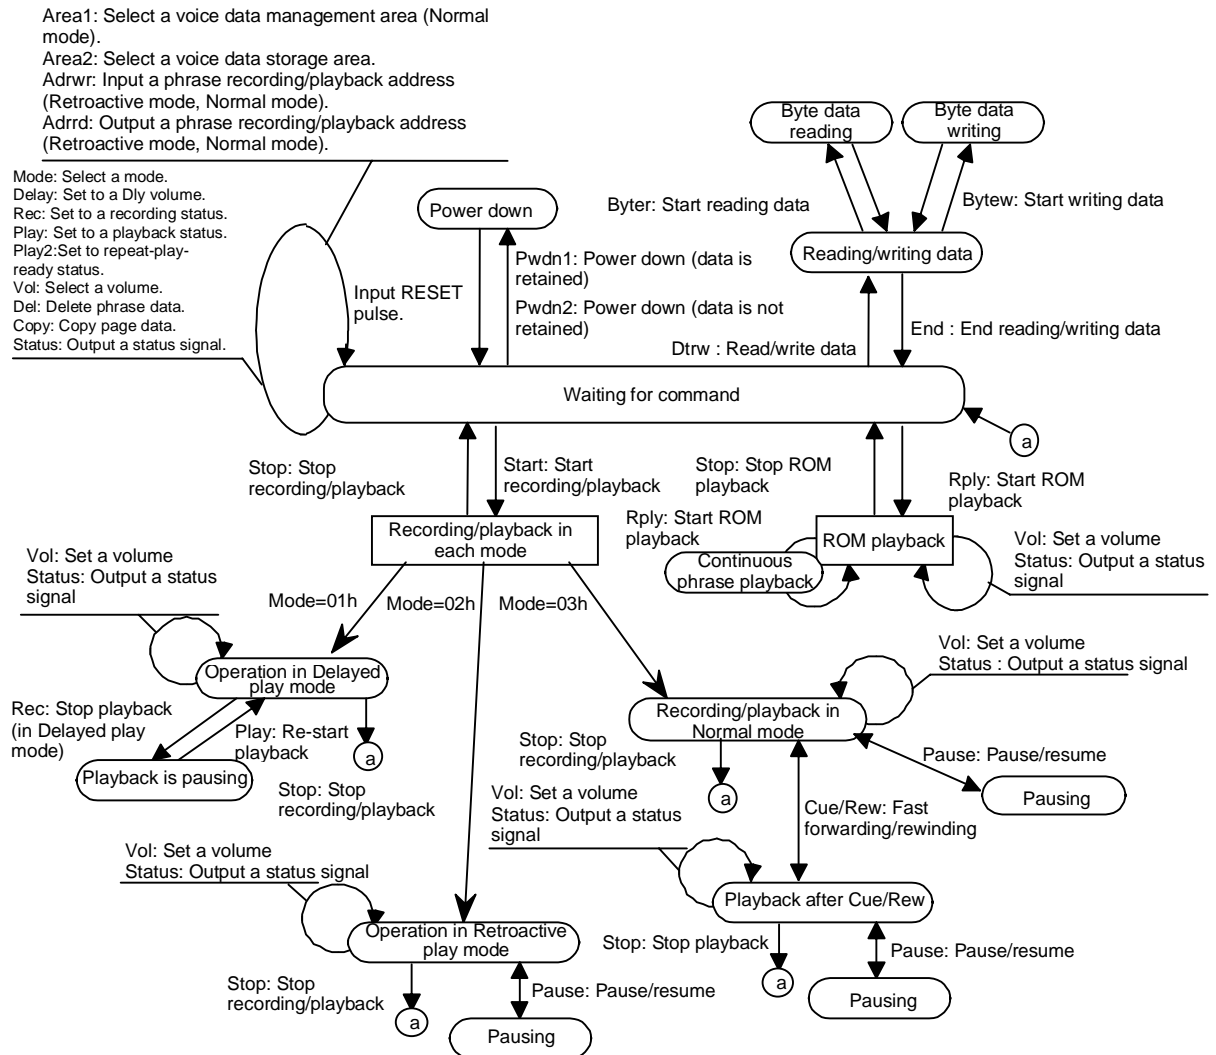 Area1: Select a voice data management area (Normal
mode).
Area2: Select a voice data storage area.
Adrwr: Input a phrase recording/playback address
(Retroactive mode, Normal mode).
Adrrd: Output a phrase recording/playback address
(Retroactive mode, Normal mode).
Mode: Select a mode.
Delay: Set to a Dly volume.
Rec: Set to a recording status.
Play: Set to a playback status.
Play2:Set to repeat-play-
ready status.
Vol: Select a volume.
Del: Delete phrase data.
Copy: Copy page data.
Status: Output a status signal.
Power down
Input RESET
pulse.
Pwdn1: Power down (data is
retained)
Pwdn2: Power down (data is not
retained)
Byte data
reading
Byte data
writing
Byter: Start reading data
Bytew: Start writing data
Reading/writing data
Dtrw : Read/write data
End : End reading/writing data
Waiting for command
a
Stop: Stop
recording/playback
Start: Start
recording/playback
Stop: Stop ROM
playback
Rply: Start ROM
playback
Recording/playback in
each mode
Rply: Start ROM
playback
ROM playback
Continuous
phrase playback
Vol: Set a volume
Status: Output a status
signal
Vol: Set a volume
Status: Output a status
signal
Mode=01h
Mode=02h
Mode=03h
Operation in Delayed
play mode
Rec: Stop playback
(in Delayed play
mode)
Play: Re-start
playback
a
Playback is pausing
Stop: Stop
recording/playback
Vol: Set a volume
Status : Output a status signal
Recording/playback in
Normal mode
Stop: Stop
recording/playback
a
Pause: Pause/resume
Pausing
Vol: Set a volume
Status: Output a status
signal
Cue/Rew: Fast
forwarding/rewinding
Playback after Cue/Rew
Stop: Stop playback
a
Pause: Pause/resume
Pausing
Vol: Set a volume
Status: Output a status signal
Operation in Retroactive
play mode
Stop: Stop
recording/playback
a
Pause: Pause/resume
Pausing